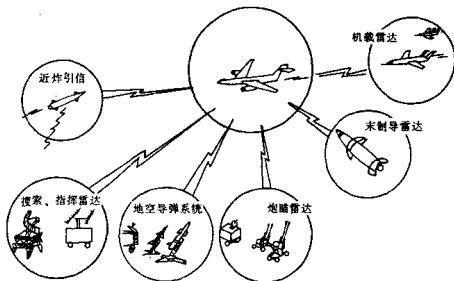 机载雷达
近炸引信
末制导雷达
搜索、指挥雷达
地空导弹系统
炮瞄雷达